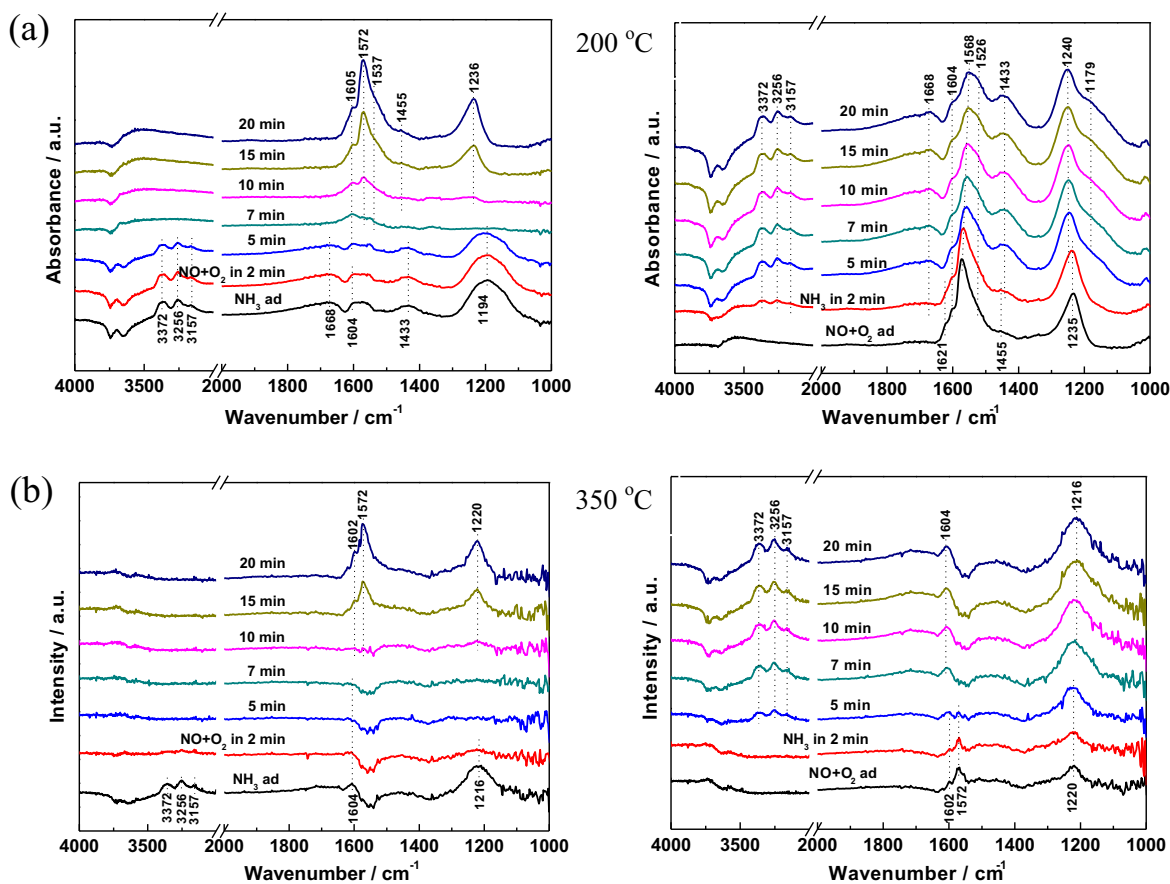 (a)
200 °C
1605
1572
1537
1455
1236
20 min
15 min
10 min
7 min
5 min
NO+O2 in 2 min
NH3 ad
3372
3256
3157
1668
1604
1433
1194
Absorbance / a.u.
4000 3500 2000 1800 1600 1400 1200 1000
Wavenumber / cm-1
3372
3256
3157
1668
1604
1568
1526
1433
1240
1179
20 min
15 min
10 min
7 min
5 min
NH3 in 2 min
NO+O2 ad
1621
1455
1235
Absorbance / a.u.
4000 3500 2000 1800 1600 1400 1200 1000
Wavenumber / cm-1
(b)
350 °C
1602
1572
1220
20 min
15 min
10 min
7 min
5 min
NO+O2 in 2 min
NH3 ad
3372
3256
3157
1604
1216
Intensity / a.u.
4000 3500 2000 1800 1600 1400 1200 1000
Wavenumber / cm-1
3372
3256
3157
1604
1216
20 min
15 min
10 min
7 min
5 min
NH3 in 2 min
NO+O2 ad
1602
1572
1220
Intensity / a.u.
4000 3500 2000 1800 1600 1400 1200 1000
Wavenumber / cm-1